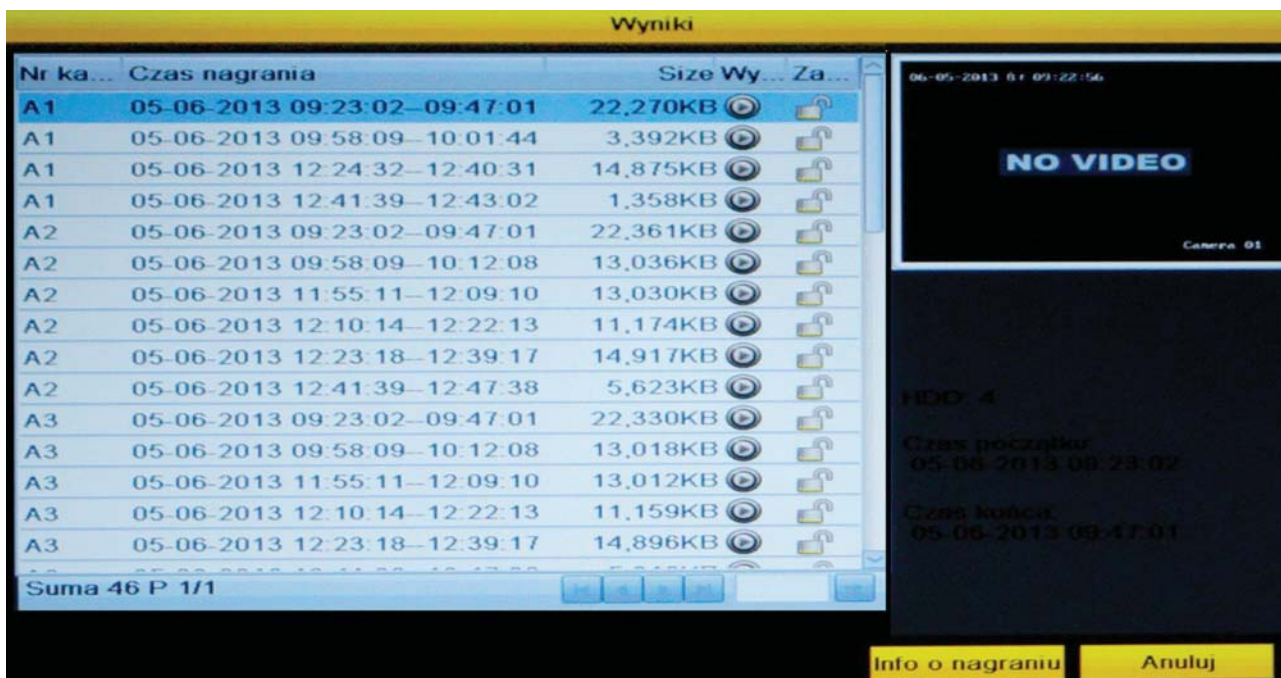 Wyniki
Nr ka... Czas nagrania Size Wy... Za...
A1 05-06-2013 09:23:02--09:47:01 22,270KB
A1 05-06-2013 09:58:09--10:01:44 3,392KB
A1 05-06-2013 12:24:32--12:40:31 14,875KB
A1 05-06-2013 12:41:39--12:43:02 1,358KB
A2 05-06-2013 09:23:02--09:47:01 22,361KB
A2 05-06-2013 09:58:09--10:12:08 13,036KB
A2 05-06-2013 11:55:11--12:09:10 13,030KB
A2 05-06-2013 12:10:14--12:22:13 11,174KB
A2 05-06-2013 12:23:18--12:39:17 14,917KB
A2 05-06-2013 12:41:39--12:47:38 5,623KB
A3 05-06-2013 09:23:02--09:47:01 22,330KB
A3 05-06-2013 09:58:09--10:12:08 13,018KB
A3 05-06-2013 11:55:11--12:09:10 13,012KB
A3 05-06-2013 12:10:14--12:22:13 11,159KB
A3 05-06-2013 12:23:18--12:39:17 14,896KB
Suma 46 P 1/1
06-05-2013 09:22:56
NO VIDEO
Camera 01
HDD: 4
Czas początku:
05-06-2013 09:23:02
Czas końca:
05-06-2013 09:47:01
Info o nagraniu
Anuluj